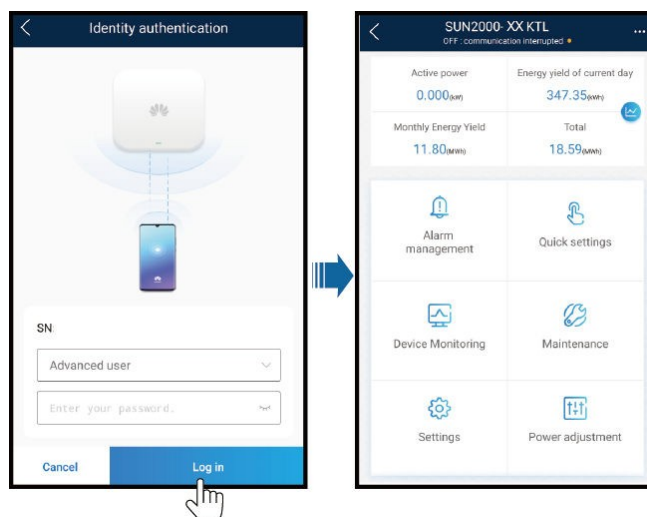 Identity authentication
SN
Advanced user
Enter your password.
Cancel
Log in
SUN2000- XX KTL
OFF : communication interrupted
...
Active power
Energy yield of current day
0.000(kW)
347.35(kWh)
Monthly Energy Yield
Total
11.80(MWh)
18.59(MWh)
Alarm
management
Quick settings
Device Monitoring
Maintenance
Settings
Power adjustment